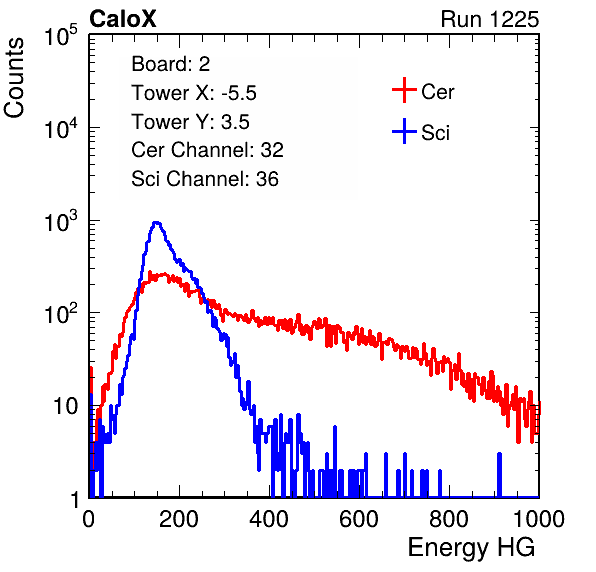 CaloX Run 1225
Counts
Board: 2
Tower X: -5.5
Tower Y: 3.5
Cer Channel: 32
Sci Channel: 36
Cer
Sci
10^5
10^4
10^3
10^2
10
1
0 200 400 600 800 1000
Energy HG